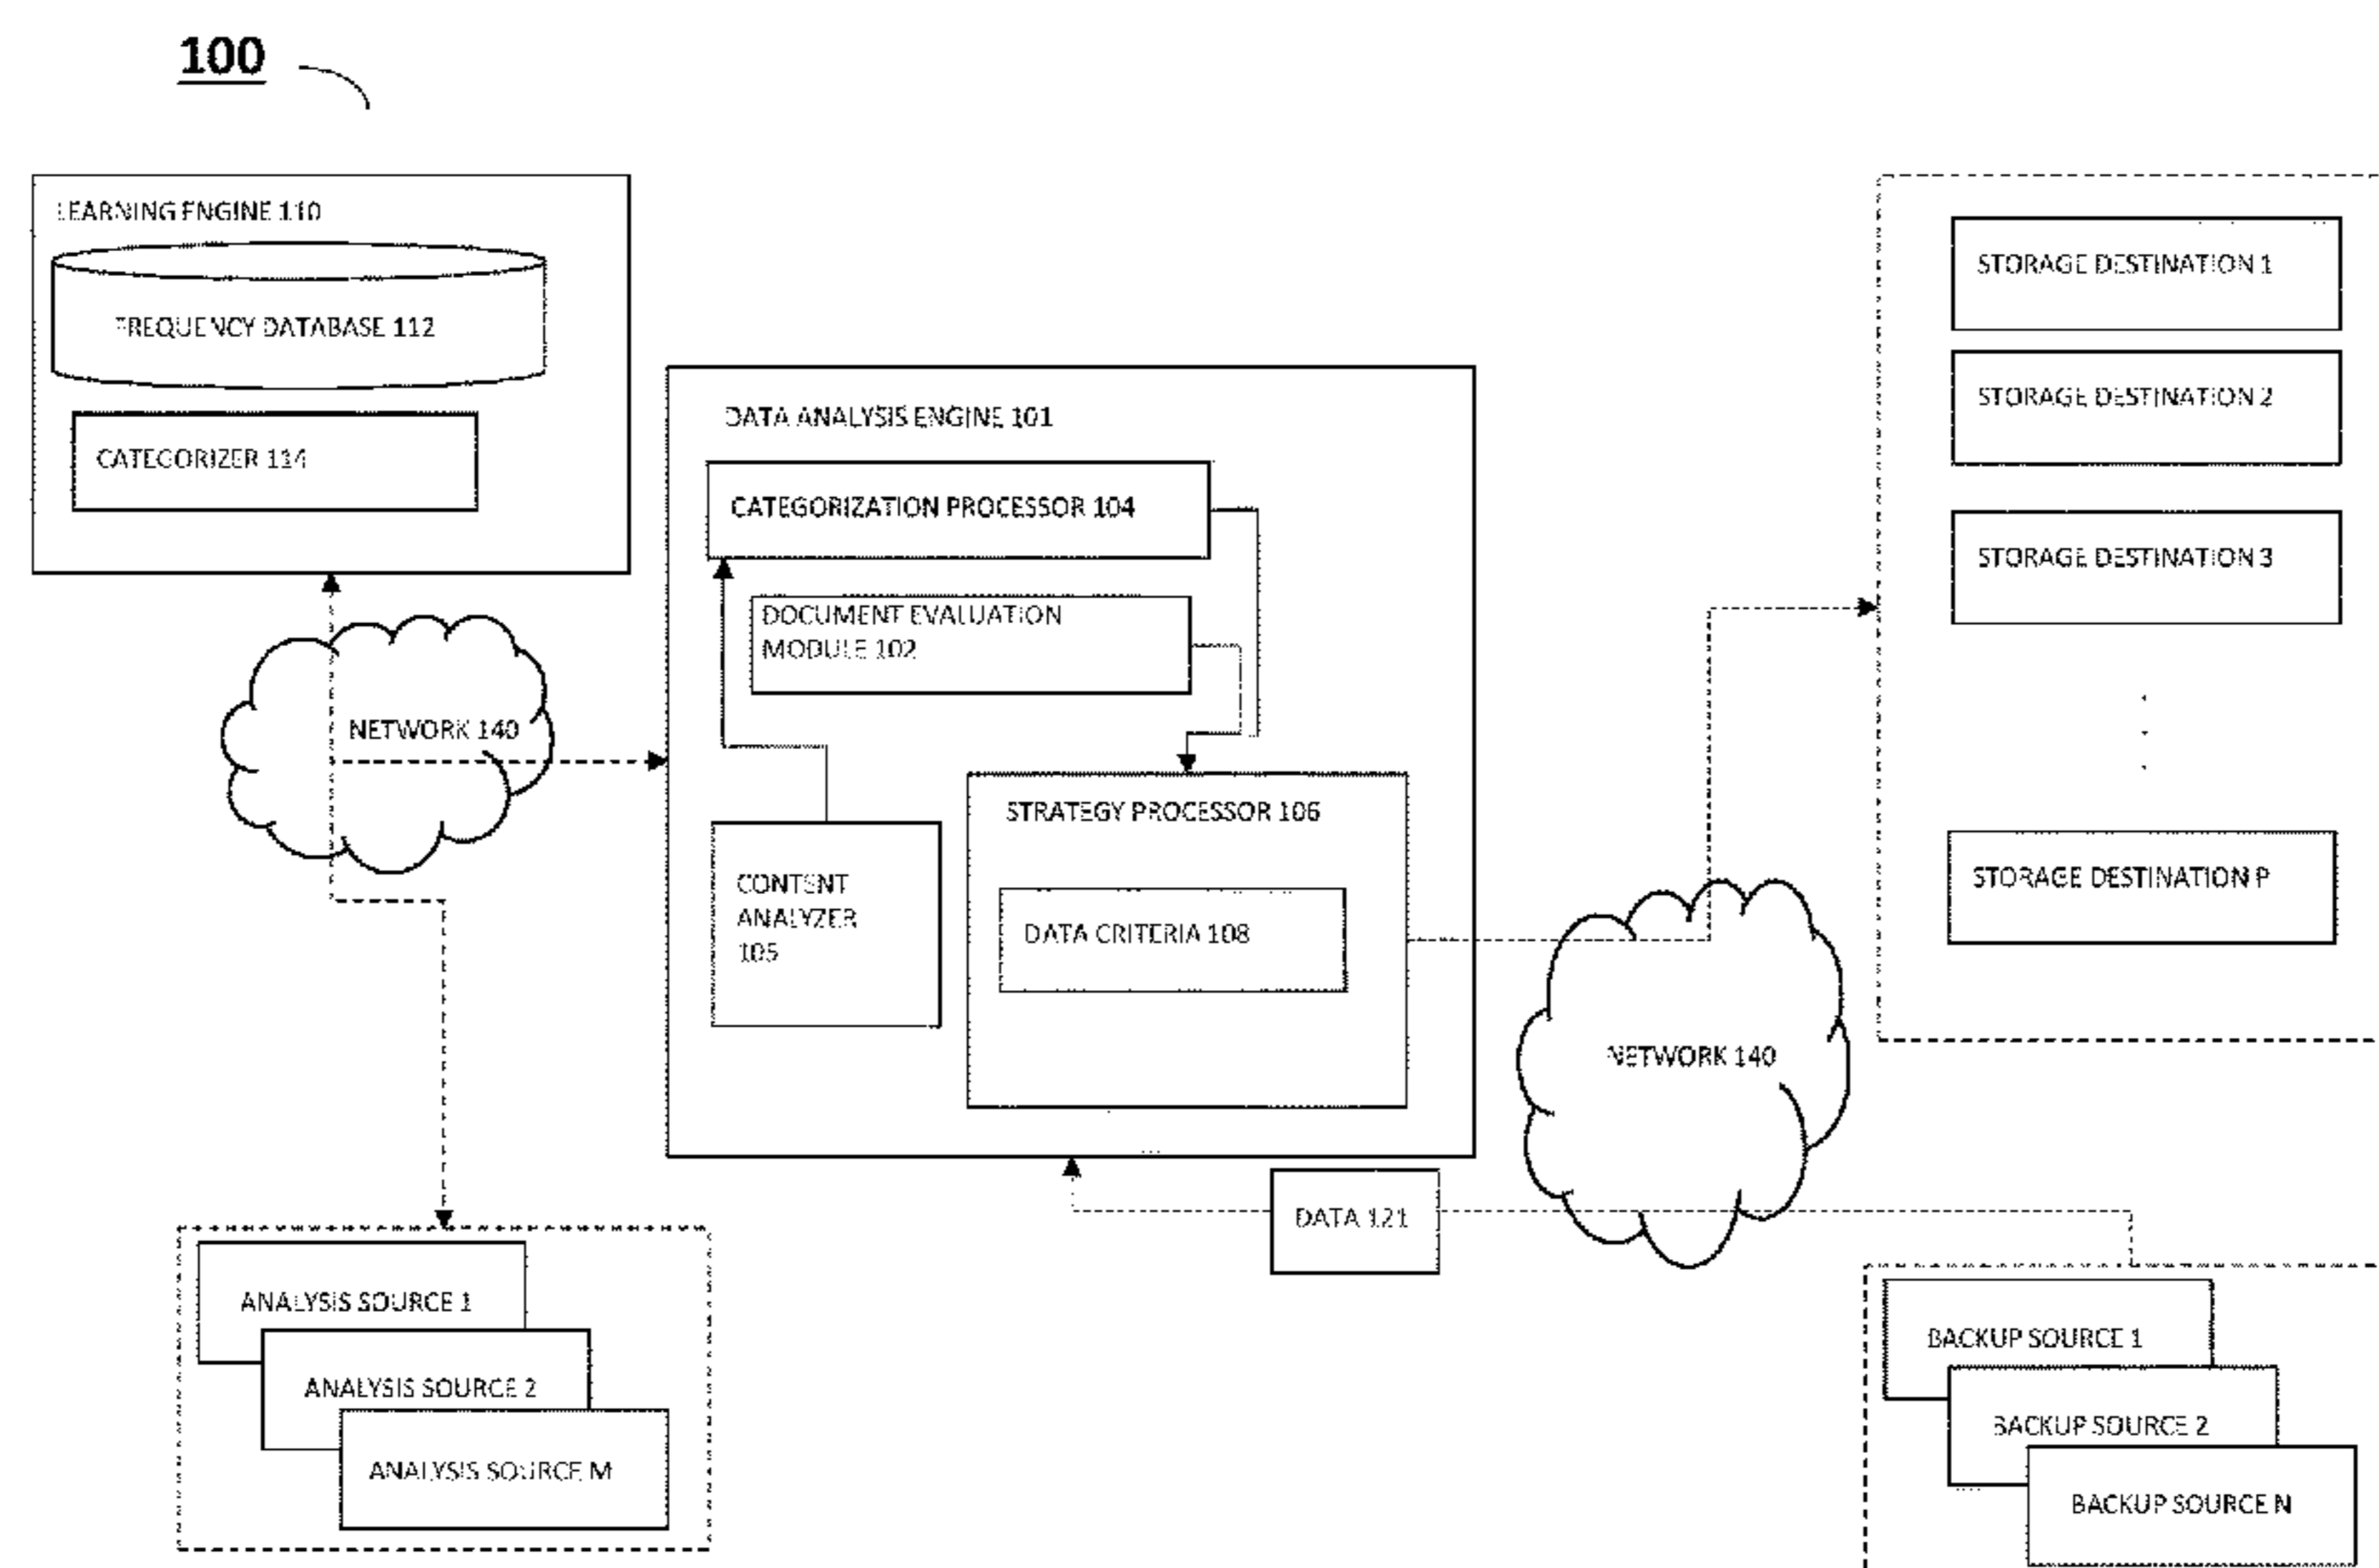 100
LEARNING ENGINE 110
FREQUENCY DATABASE 112
CATEGORIZER 114
DATA ANALYSIS ENGINE 101
CATEGORIZATION PROCESSOR 104
DOCUMENT EVALUATION
MODULE 102
NETWORK 140
STRATEGY PROCESSOR 106
CONTENT
ANALYZER
105
DATA CRITERIA 108
STORAGE DESTINATION 1
STORAGE DESTINATION 2
STORAGE DESTINATION 3
STORAGE DESTINATION P
NETWORK 140
DATA 121
ANALYSIS SOURCE 1
ANALYSIS SOURCE 2
ANALYSIS SOURCE M
BACKUP SOURCE 1
BACKUP SOURCE 2
BACKUP SOURCE N